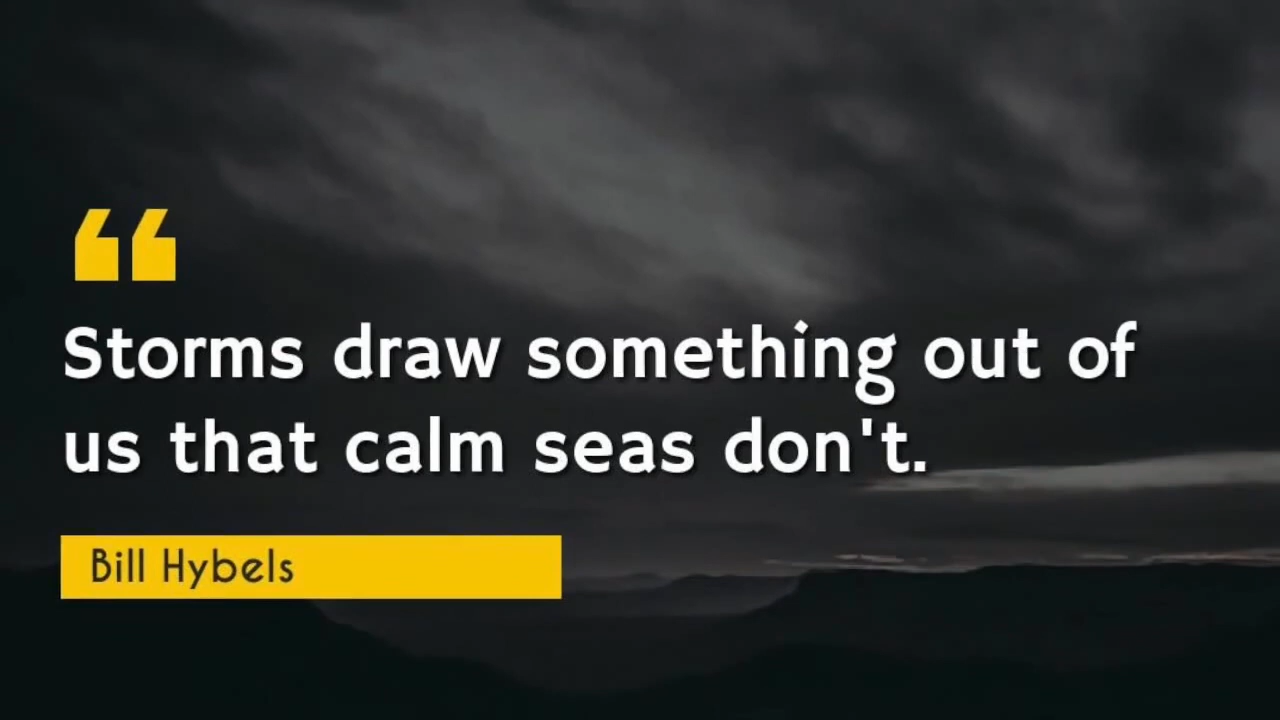 “
Storms draw something out of
us that calm seas don't.
Bill Hybels